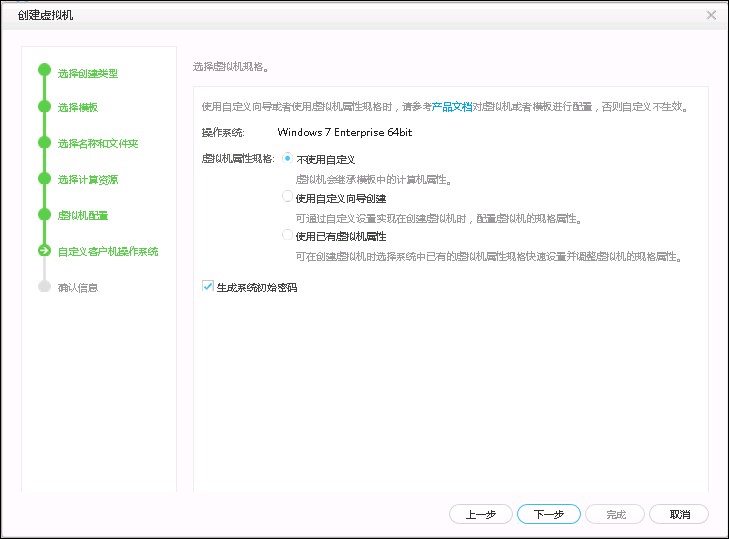 创建虚拟机
选择创建类型
选择模板
选择名称和文件夹
选择计算资源
虚拟机配置
自定义客户机操作系统
确认信息
选择虚拟机规格。
使用自定义向导或者使用虚拟机属性规格时，请参考产品文档对虚拟机或者模板进行配置，否则自定义不生效。
操作系统: Windows 7 Enterprise 64bit
虚拟机属性规格: 不使用自定义
虚拟机会继承模板中的计算机属性。
使用自定义向导创建
可通过自定义设置实现在创建虚拟机时，配置虚拟机的规格属性。
使用已有虚拟机属性
可在创建虚拟机时选择系统中已有的虚拟机属性规格快速设置并调整虚拟机的规格属性。
生成系统初始密码
上一步 下一步 完成 取消